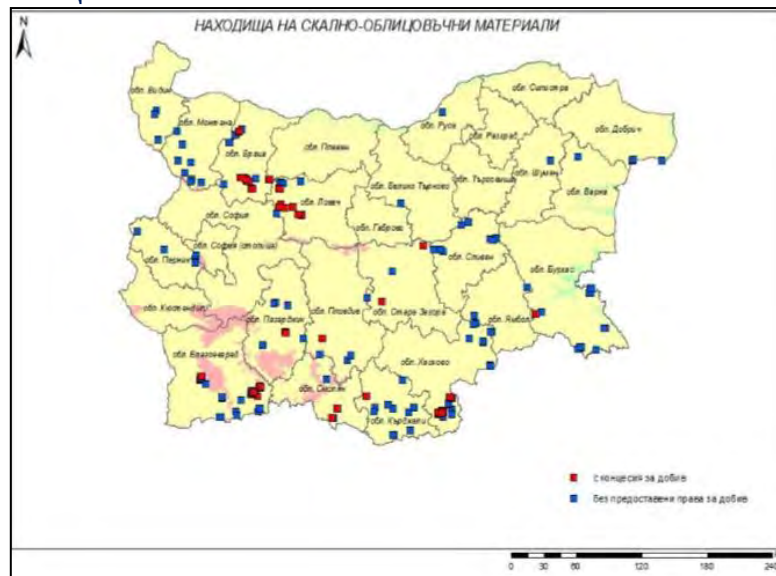 НАХОДИЩА НА СКАЛНО-ОБЛИЦОВЪЧНИ МАТЕРИАЛИ
N
обл. Видин
обл. Монтана
обл. Враца
обл. Плевен
обл. Русе
обл. Силистра
обл. Разград
обл. Добрич
обл. Шумен
обл. Варна
обл. Търговище
обл. Велико Търново
обл. Ловеч
обл. Габрово
обл. София
обл. София (столица)
обл. Перник
обл. Сливен
обл. Бургас
обл. Кюстендил
обл. Пазарджик
обл. Пловдив
обл. Стара Загора
обл. Ямбол
обл. Благоевград
обл. Хасково
обл. Смолян
обл. Кърджали
с концесия за добив
без предоставени права за добив
0 30 60 120 180 240